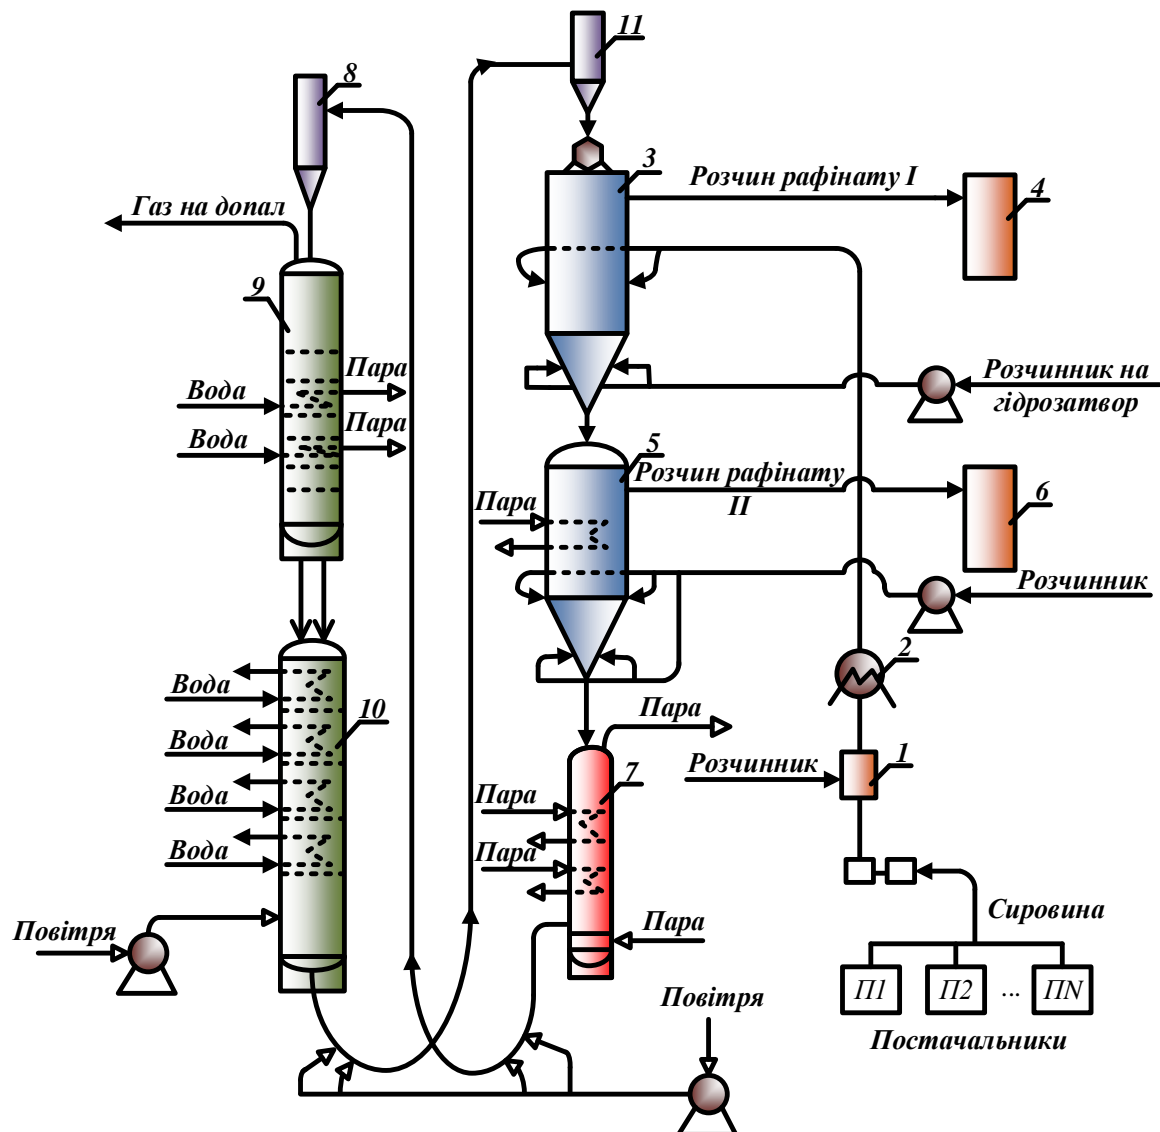 11
8
3
Розчин рафінату I
4
Газ на допал
9
Пара
Вода
Пара
Вода
Розчинник на
гідрозатвор
5
Розчин рафінату
II
6
Пара
Розчинник
2
Вода
10
Пара
Вода
Розчинник
1
7
Пара
Вода
Пара
Вода
Сировина
Повітря
Пара
П1
П2
...
ПN
Повітря
Постачальники